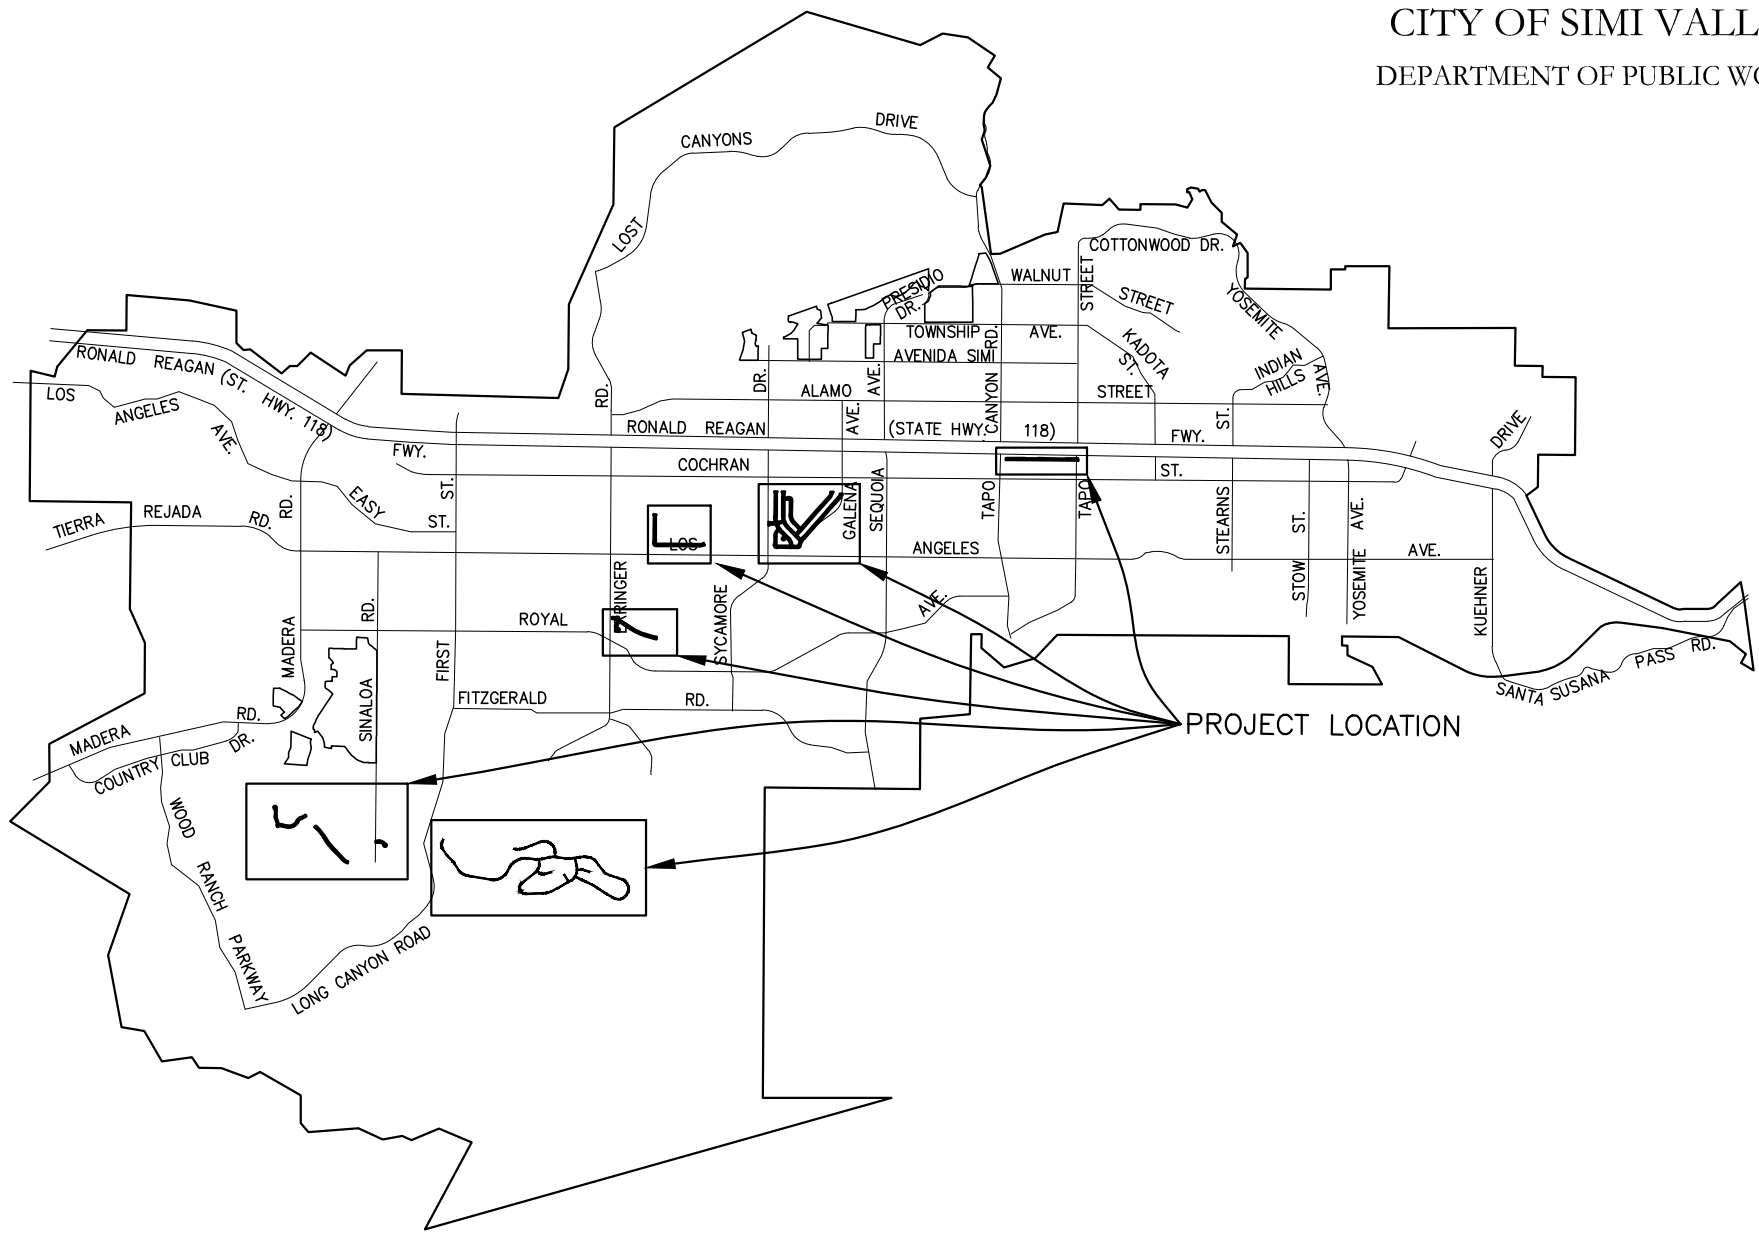 CITY OF SIMI VALL
DEPARTMENT OF PUBLIC WO
CANYONS
DRIVE
LOST
COTTONWOOD DR.
WALNUT
STREET
STREET
PRESIDIO
DR.
YOSEMITE
TOWNSHIP
AVE.
RD.
KADOTA
ST.
AVENIDA SIMI
INDIAN
HILLS
AVE.
RONALD REAGAN (ST. HWY. 118)
LOS
ANGELES
AVE.
RD.
DR.
AVE.
ALAMO
STREET
CANYON
AVE.
ST.
RONALD REAGAN
(STATE HWY. 118)
FWY.
DRIVE
FWY.
COCHRAN
ST.
ST.
RD.
EASY
ST.
TIERRA
REJADA
RD.
GALENA
SEQUOIA
TAPO
TAPO
STEARNS
ST.
AVE.
LOS
ANGELES
AVE.
STOW
YOSEMITE
KUEHNER
MADERA
RD.
FIRST
ROYAL
ERRINGER
SYCAMORE
AVE.
SINALOA
FITZGERALD
RD.
SANTA SUSANA
PASS
RD.
PROJECT LOCATION
MADERA
RD.
COUNTRY
CLUB
DR.
WOOD
RANCH
PARKWAY
LONG CANYON ROAD